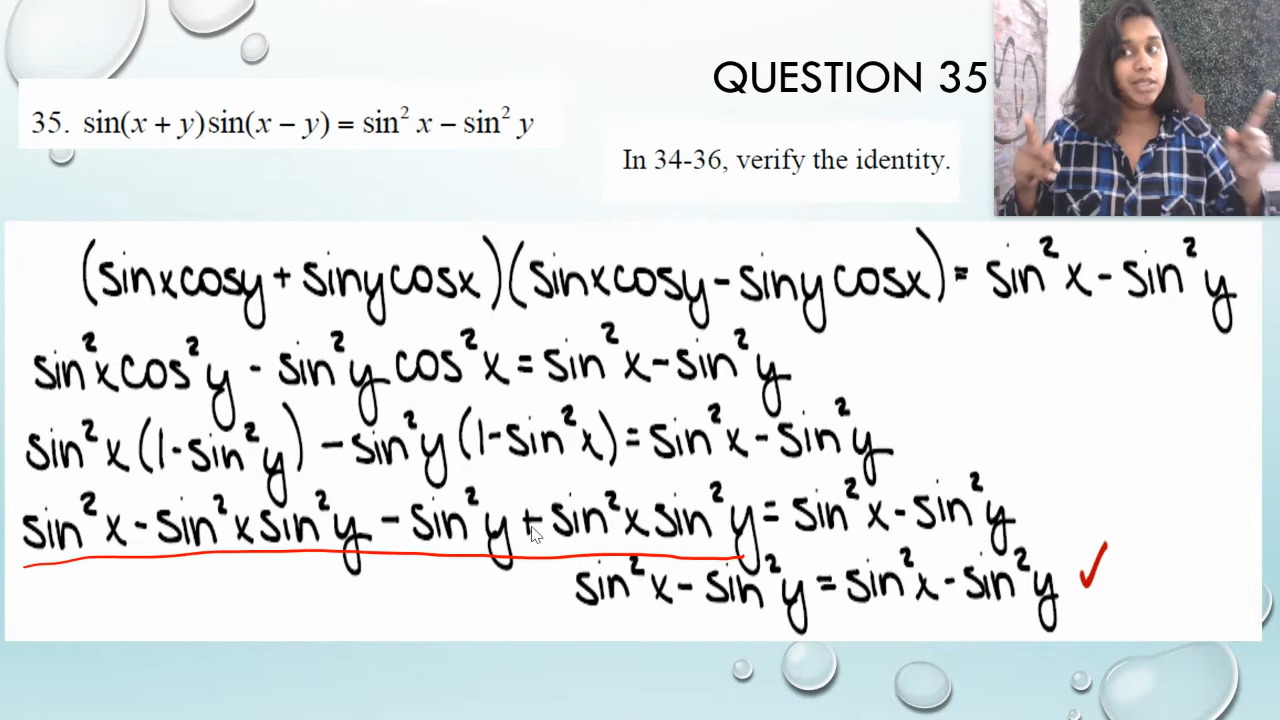 QUESTION 35
35. sin(x + y)sin(x − y) = sin² x − sin² y
In 34-36, verify the identity.
(sinxcosy + sinycosx)(sinxcosy - sinycosx) = sin²x - sin²y
sin²xcos²y - sin²y cos²x = sin²x - sin²y
sin²x(1-sin²y) - sin²y(1-sin²x) = sin²x - sin²y
sin²x - sin²xsin²y - sin²y + sin²x sin²y = sin²x - sin²y
sin²x - sin²y = sin²x - sin²y ✓